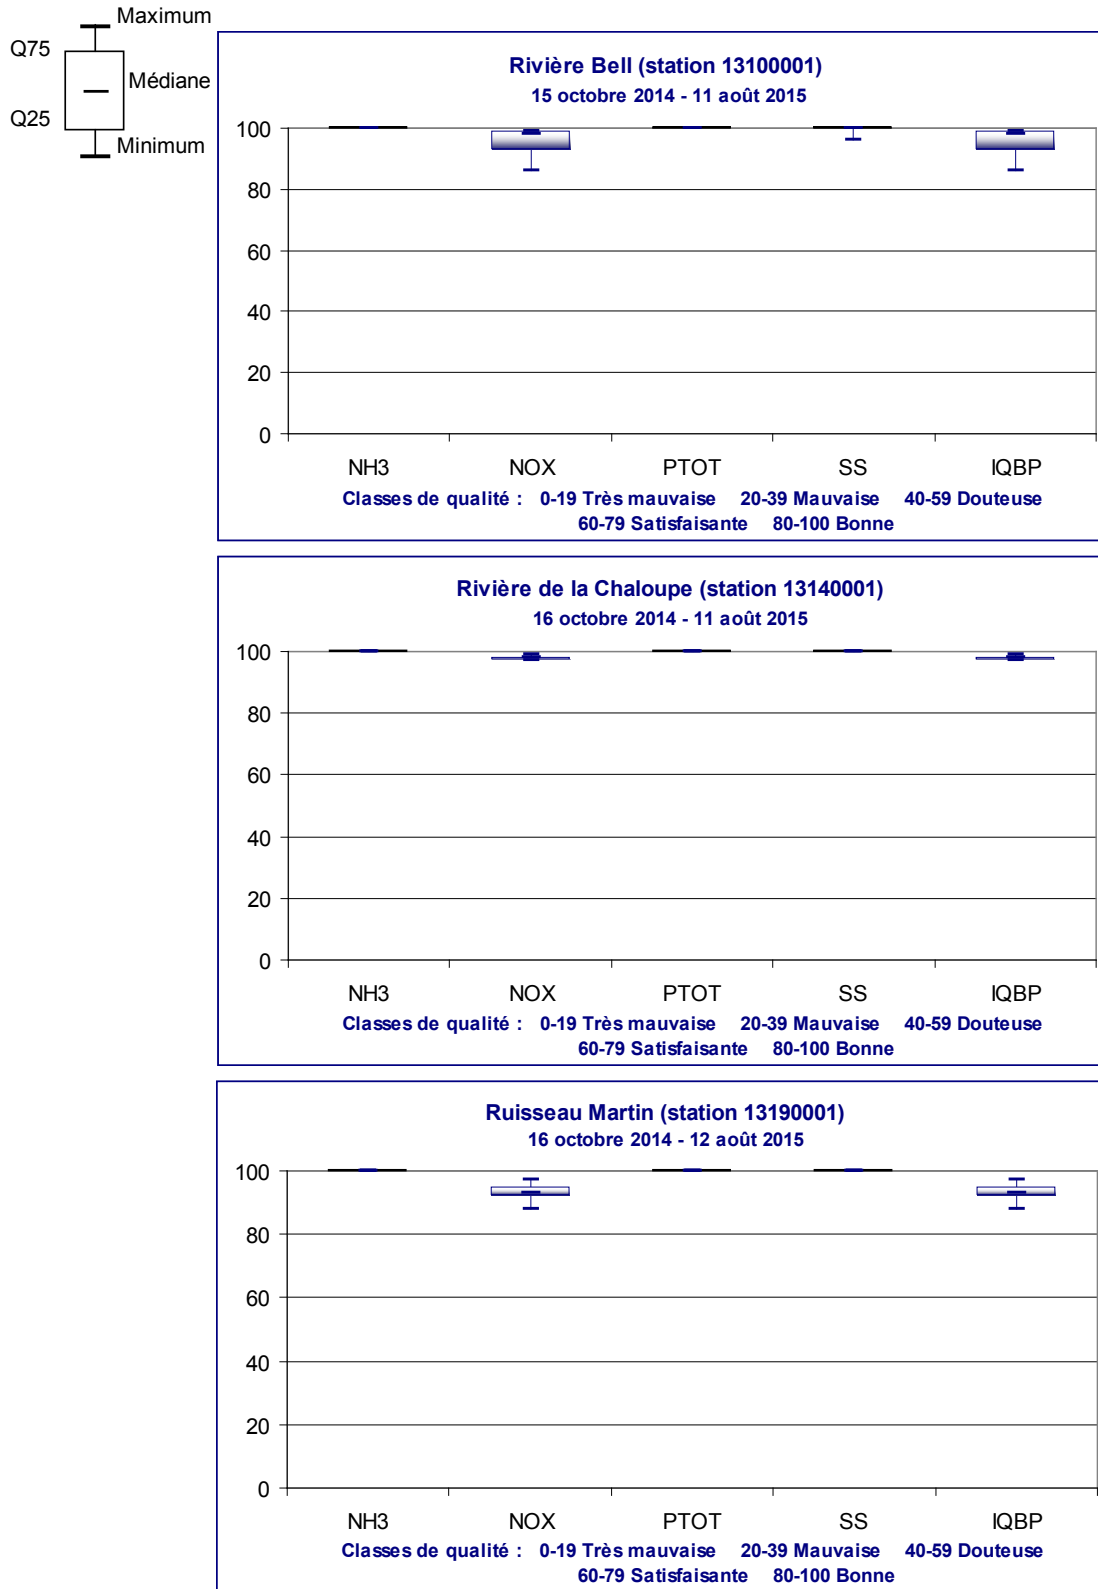 Maximum
Q75
Médiane
Q25
Minimum
Rivière Bell (station 13100001)
15 octobre 2014 - 11 août 2015
100
80
60
40
20
0
NH3 NOX PTOT SS IQBP
Classes de qualité : 0-19 Très mauvaise 20-39 Mauvaise 40-59 Douteuse
60-79 Satisfaisante 80-100 Bonne
Rivière de la Chaloupe (station 13140001)
16 octobre 2014 - 11 août 2015
100
80
60
40
20
0
NH3 NOX PTOT SS IQBP
Classes de qualité : 0-19 Très mauvaise 20-39 Mauvaise 40-59 Douteuse
60-79 Satisfaisante 80-100 Bonne
Ruisseau Martin (station 13190001)
16 octobre 2014 - 12 août 2015
100
80
60
40
20
0
NH3 NOX PTOT SS IQBP
Classes de qualité : 0-19 Très mauvaise 20-39 Mauvaise 40-59 Douteuse
60-79 Satisfaisante 80-100 Bonne